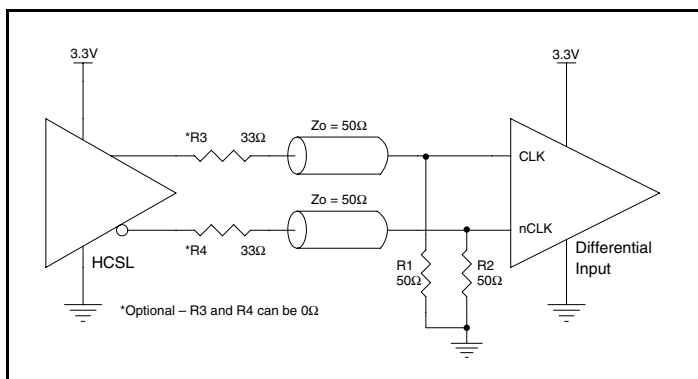 3.3V
3.3V
*R3 33Ω
Zo = 50Ω
CLK
Zo = 50Ω
*R4 33Ω
nCLK
HCSL
R1
50Ω
R2
50Ω
Differential
Input
*Optional – R3 and R4 can be 0Ω